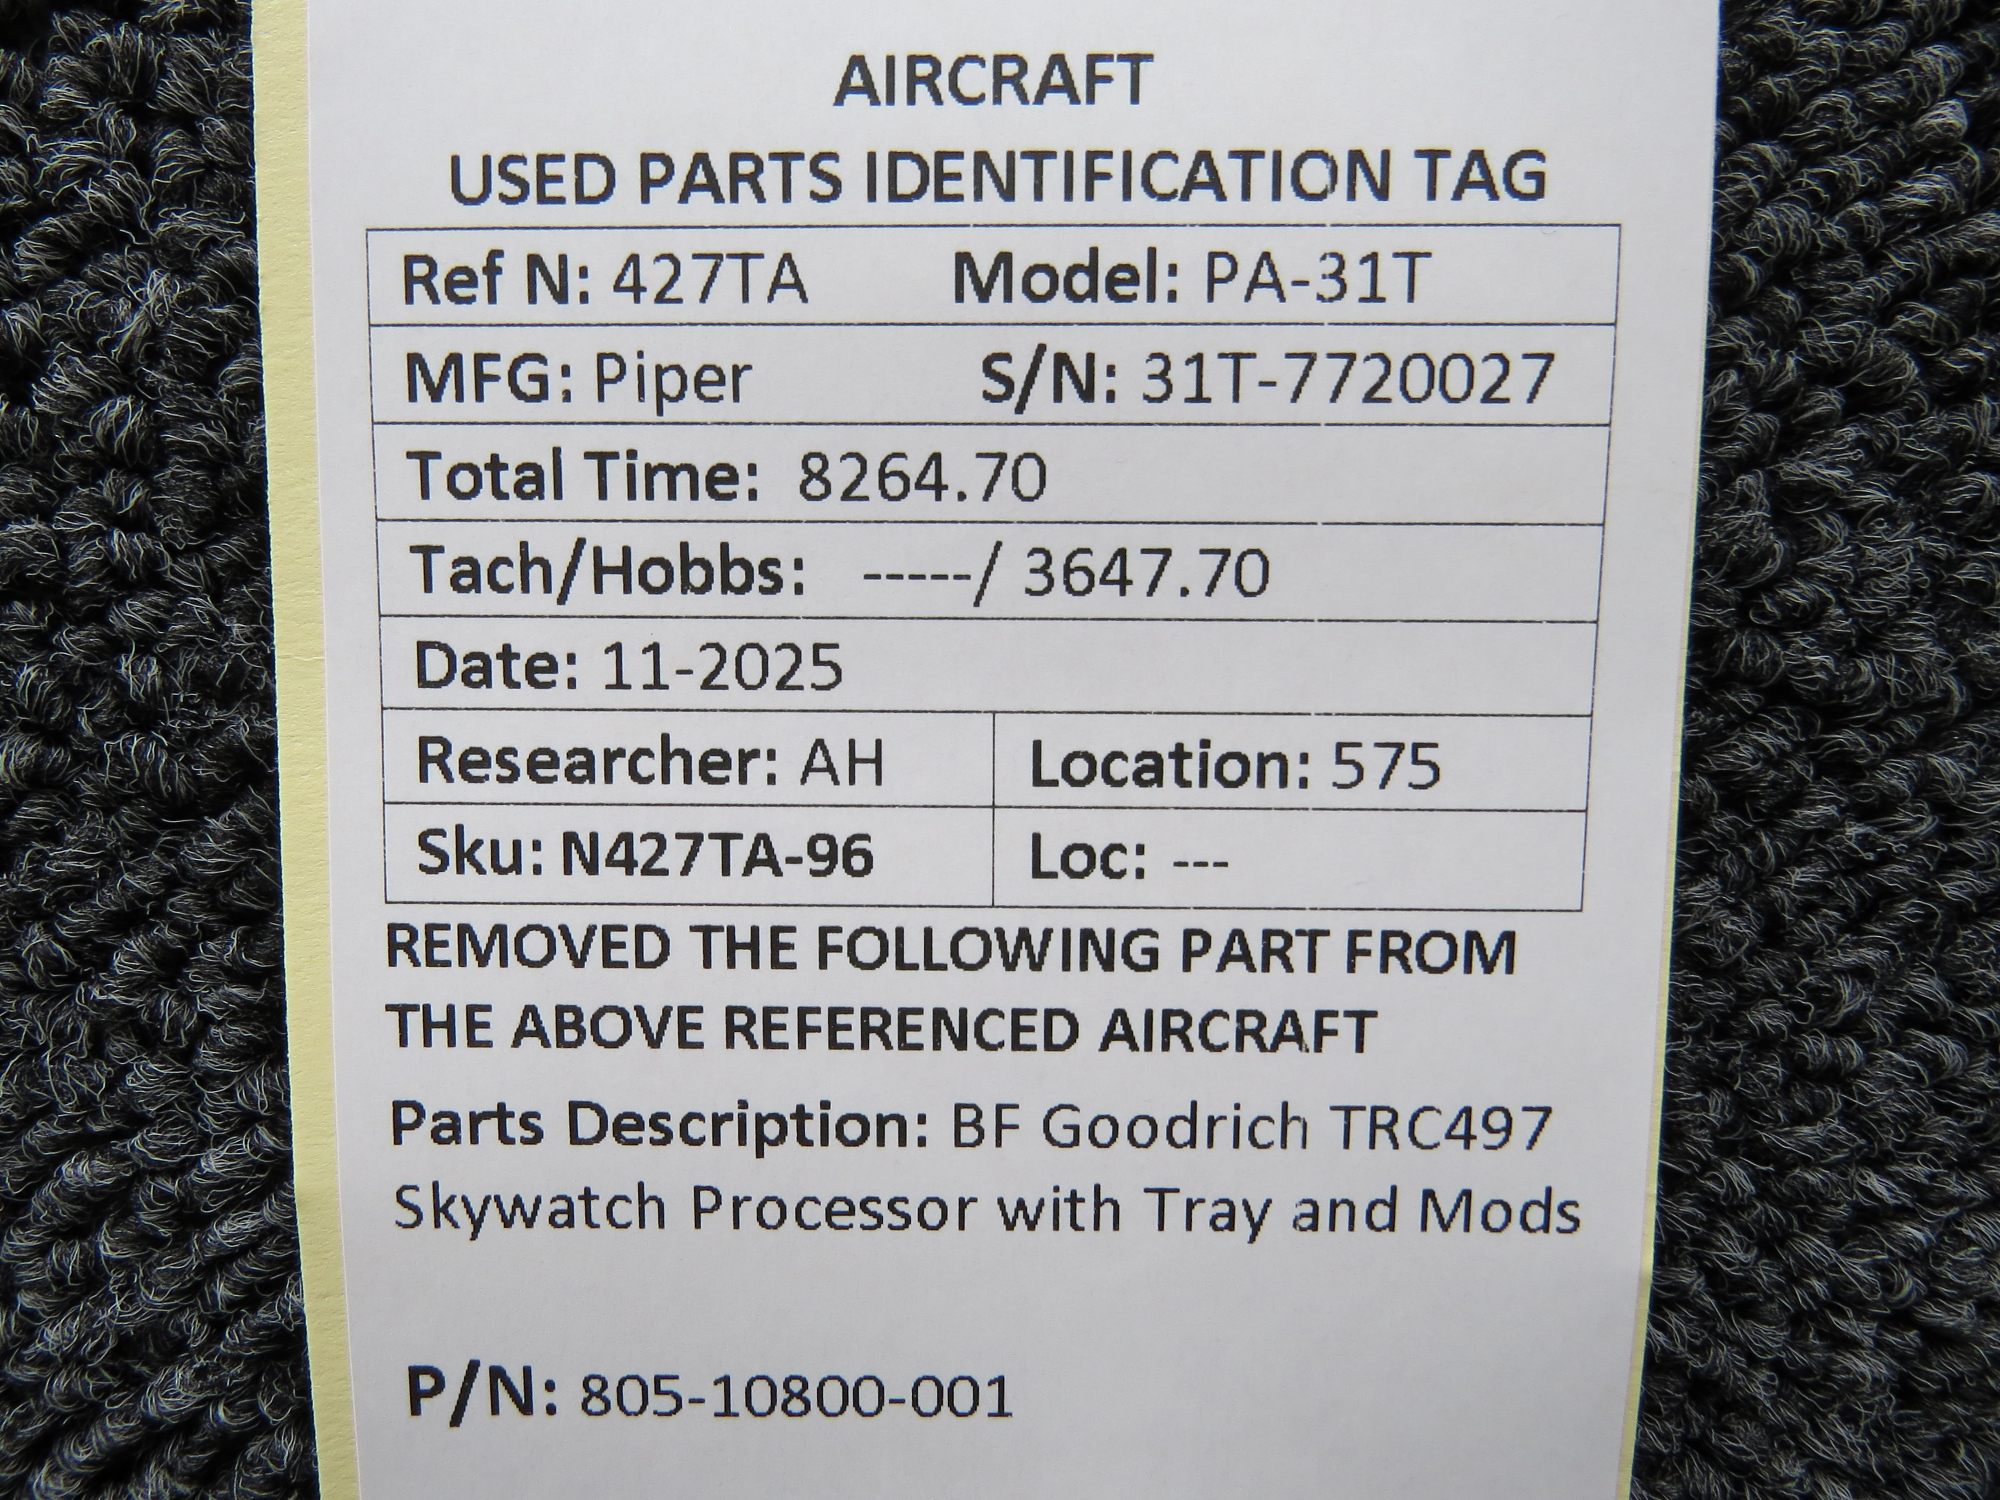 AIRCRAFT
USED PARTS IDENTIFICATION TAG
Ref N: 427TA Model: PA-31T
MFG: Piper S/N: 31T-7720027
Total Time: 8264.70
Tach/Hobbs: -----/ 3647.70
Date: 11-2025
Researcher: AH Location: 575
Sku: N427TA-96 Loc: ---
REMOVED THE FOLLOWING PART FROM
THE ABOVE REFERENCED AIRCRAFT
Parts Description: BF Goodrich TRC497
Skywatch Processor with Tray and Mods
P/N: 805-10800-001